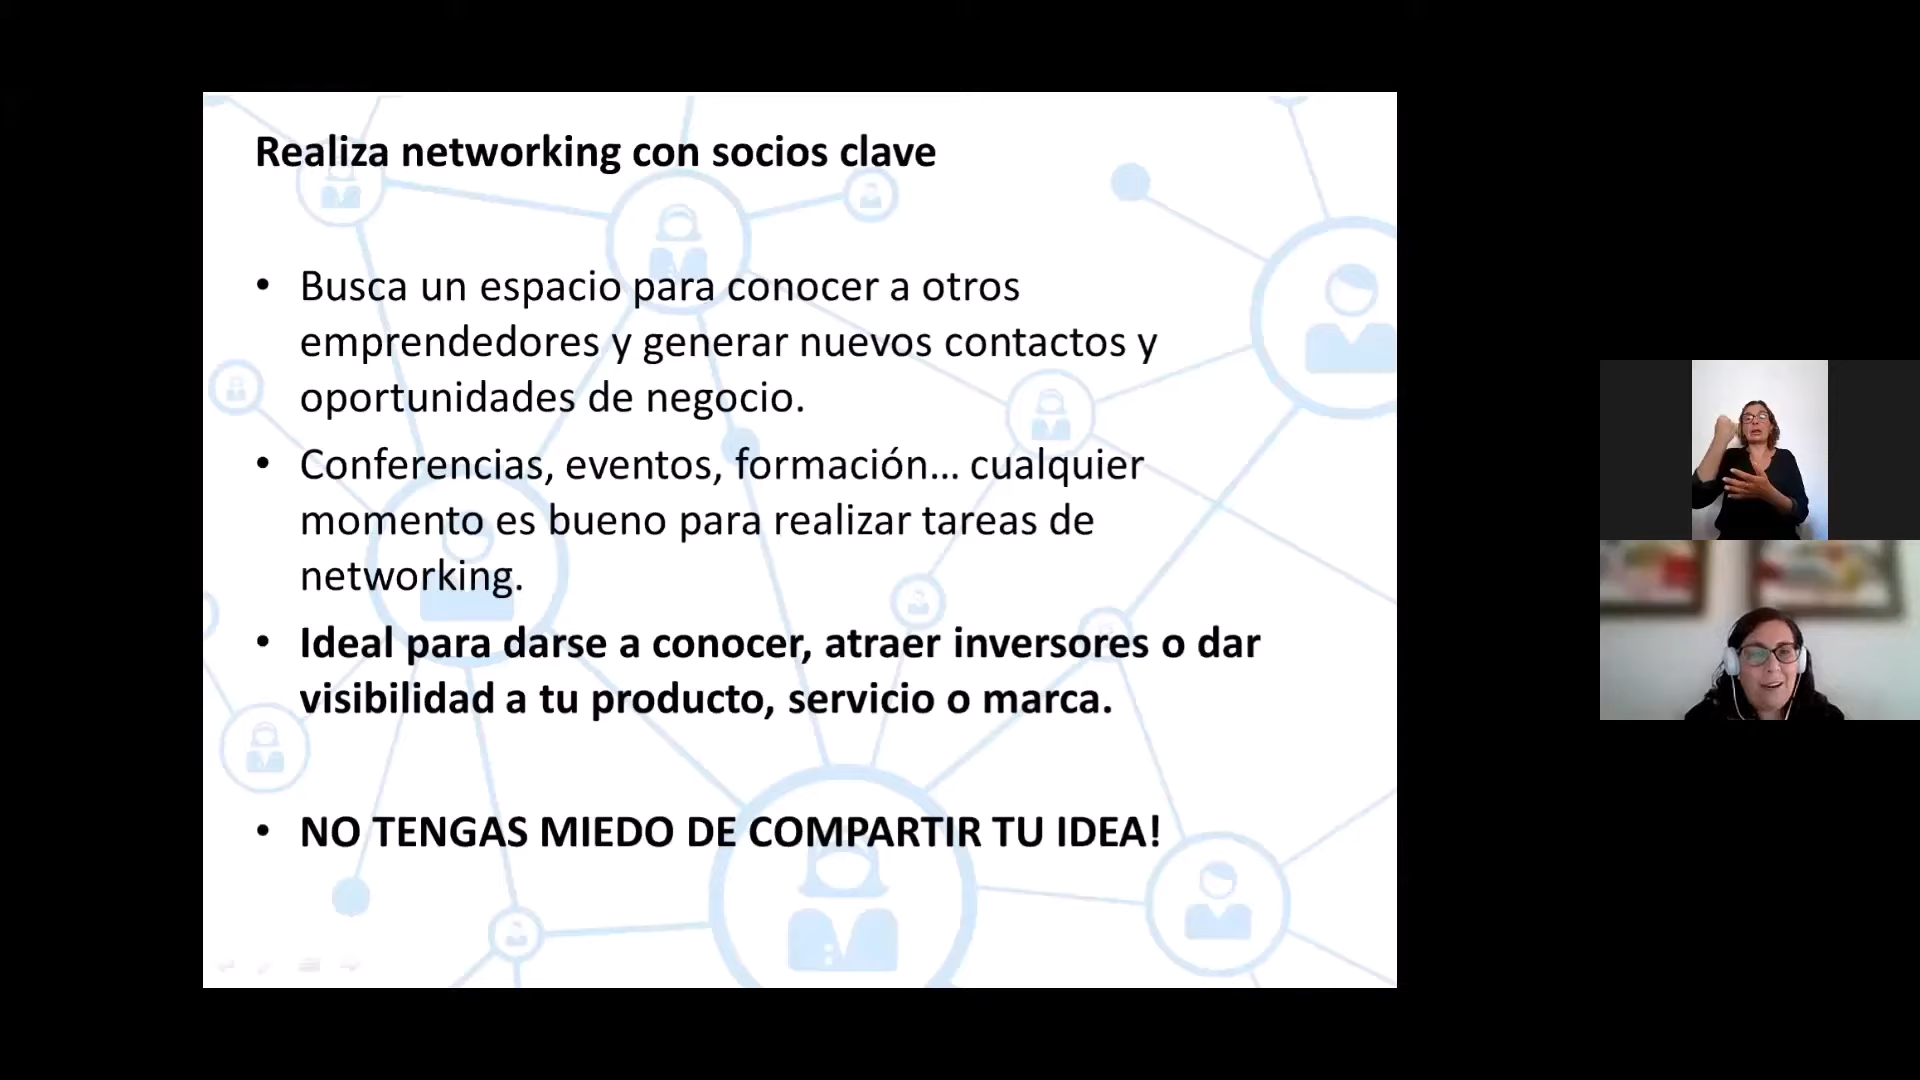 Realiza networking con socios clave
• Busca un espacio para conocer a otros
emprendedores y generar nuevos contactos y
oportunidades de negocio.
• Conferencias, eventos, formación... cualquier
momento es bueno para realizar tareas de
networking.
• Ideal para darse a conocer, atraer inversores o dar
visibilidad a tu producto, servicio o marca.
• NO TENGAS MIEDO DE COMPARTIR TU IDEA!